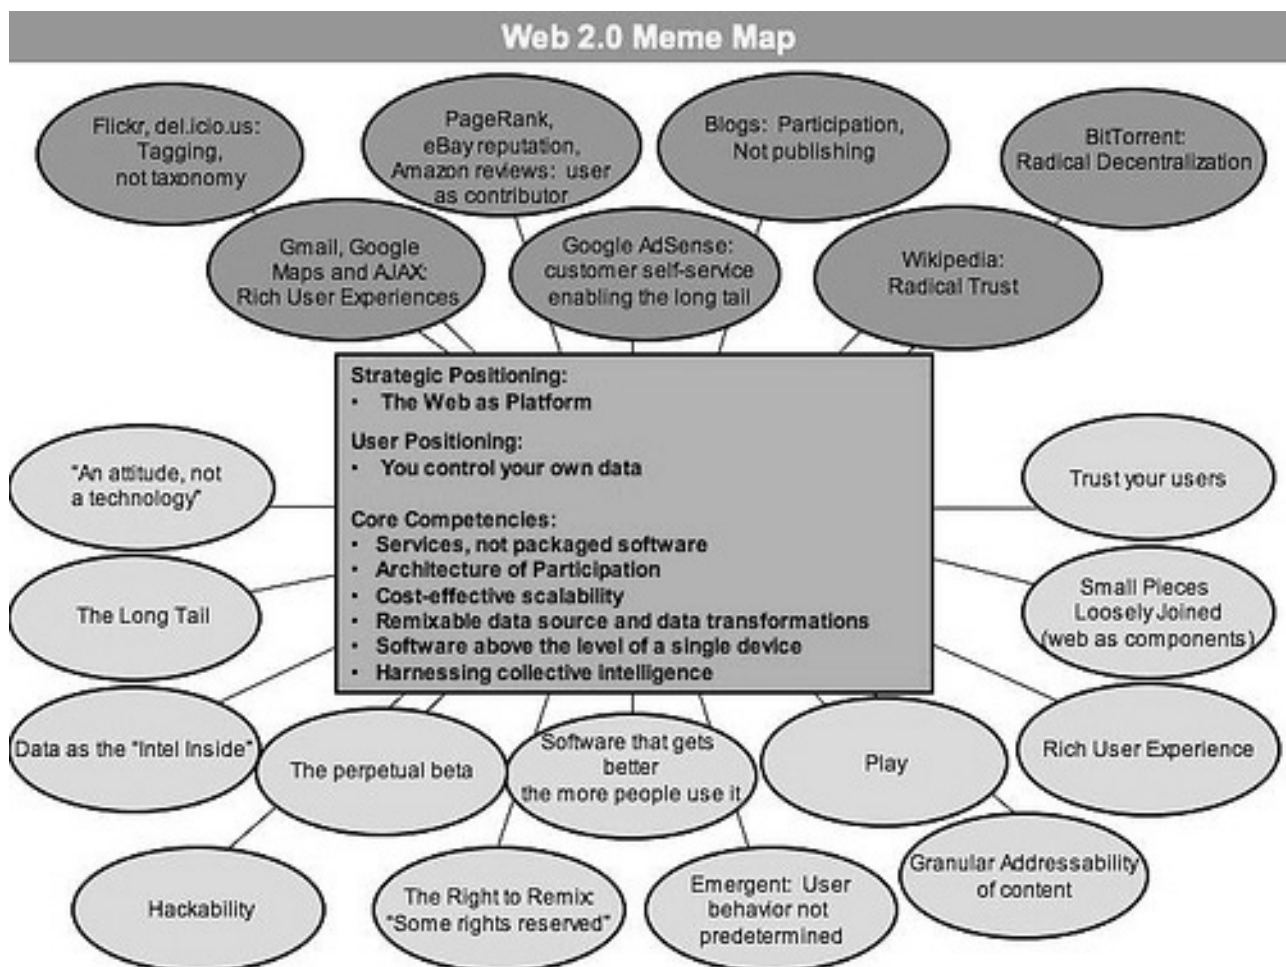 Web 2.0 Meme Map
Flickr, del.icio.us:
Tagging,
not taxonomy
PageRank,
eBay reputation,
Amazon reviews: user
as contributor
Blogs: Participation,
Not publishing
BitTorrent:
Radical Decentralization
Gmail, Google
Maps and AJAX:
Rich User Experiences
Google AdSense:
customer self-service
enabling the long tail
Wikipedia:
Radical Trust
Strategic Positioning:
• The Web as Platform
User Positioning:
• You control your own data
Core Competencies:
• Services, not packaged software
• Architecture of Participation
• Cost-effective scalability
• Remixable data source and data transformations
• Software above the level of a single device
• Harnessing collective intelligence
"An attitude, not
a technology"
Trust your users
The Long Tail
Small Pieces
Loosely Joined
(web as components)
Data as the "Intel Inside"
The perpetual beta
Software that gets
better
the more people use it
Play
Rich User Experience
Hackability
The Right to Remix:
"Some rights reserved"
Emergent: User
behavior not
predetermined
Granular Addressability
of content